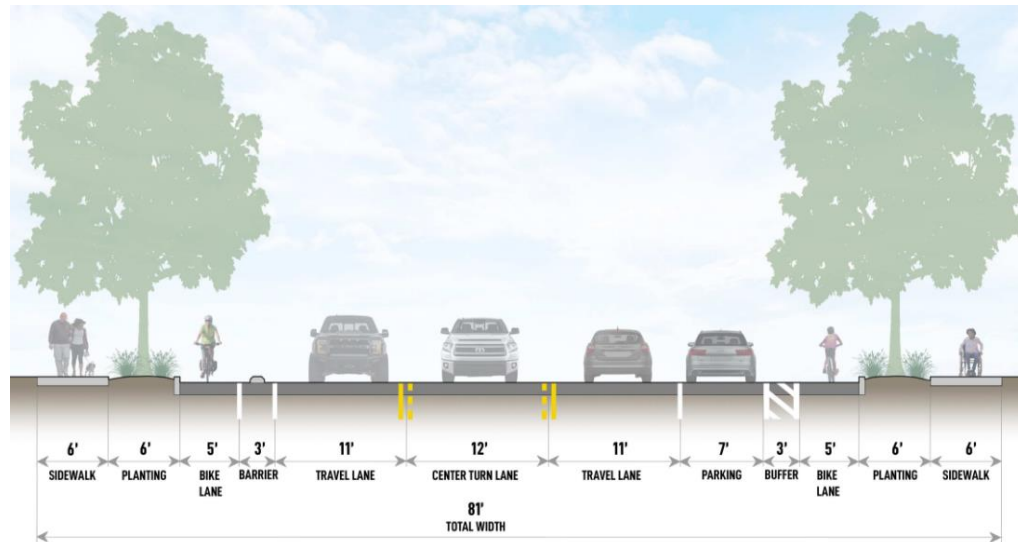 6' 6' 5' 3' 11' 12' 11' 7' 3' 5' 6' 6'
SIDEWALK PLANTING BIKE BARRIER TRAVEL LANE CENTER TURN LANE TRAVEL LANE PARKING BUFFER BIKE PLANTING SIDEWALK
LANE LANE
81'
TOTAL WIDTH